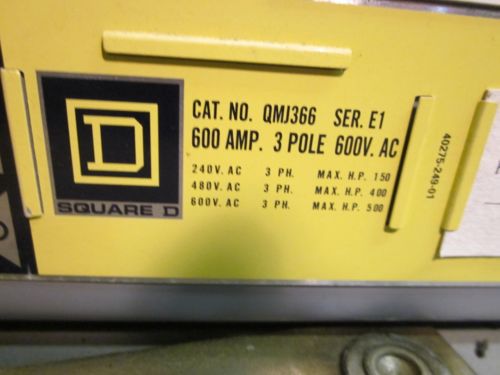 CAT. NO. QMJ366 SER. E1
600 AMP. 3 POLE 600V. AC
240V. AC 3 PH. MAX. H.P. 150
480V. AC 3 PH. MAX. H.P. 400
600V. AC 3 PH. MAX. H.P. 500
D
SQUARE D
40275-249-01